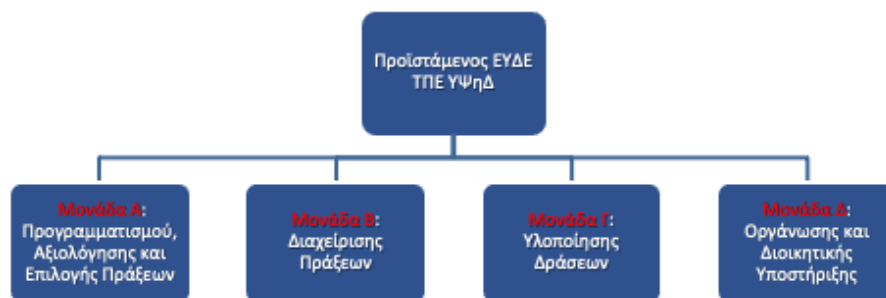 Προϊστάμενος ΕΥΔΕ
ΤΠΕ ΥΨηΔ
Μονάδα Α:
Προγραμματισμού,
Αξιολόγησης και
Επιλογής Πράξεων
Μονάδα Β:
Διαχείρισης
Πράξεων
Μονάδα Γ:
Υλοποίησης
Δράσεων
Μονάδα Δ:
Οργάνωσης και
Διοικητικής
Υποστήριξης